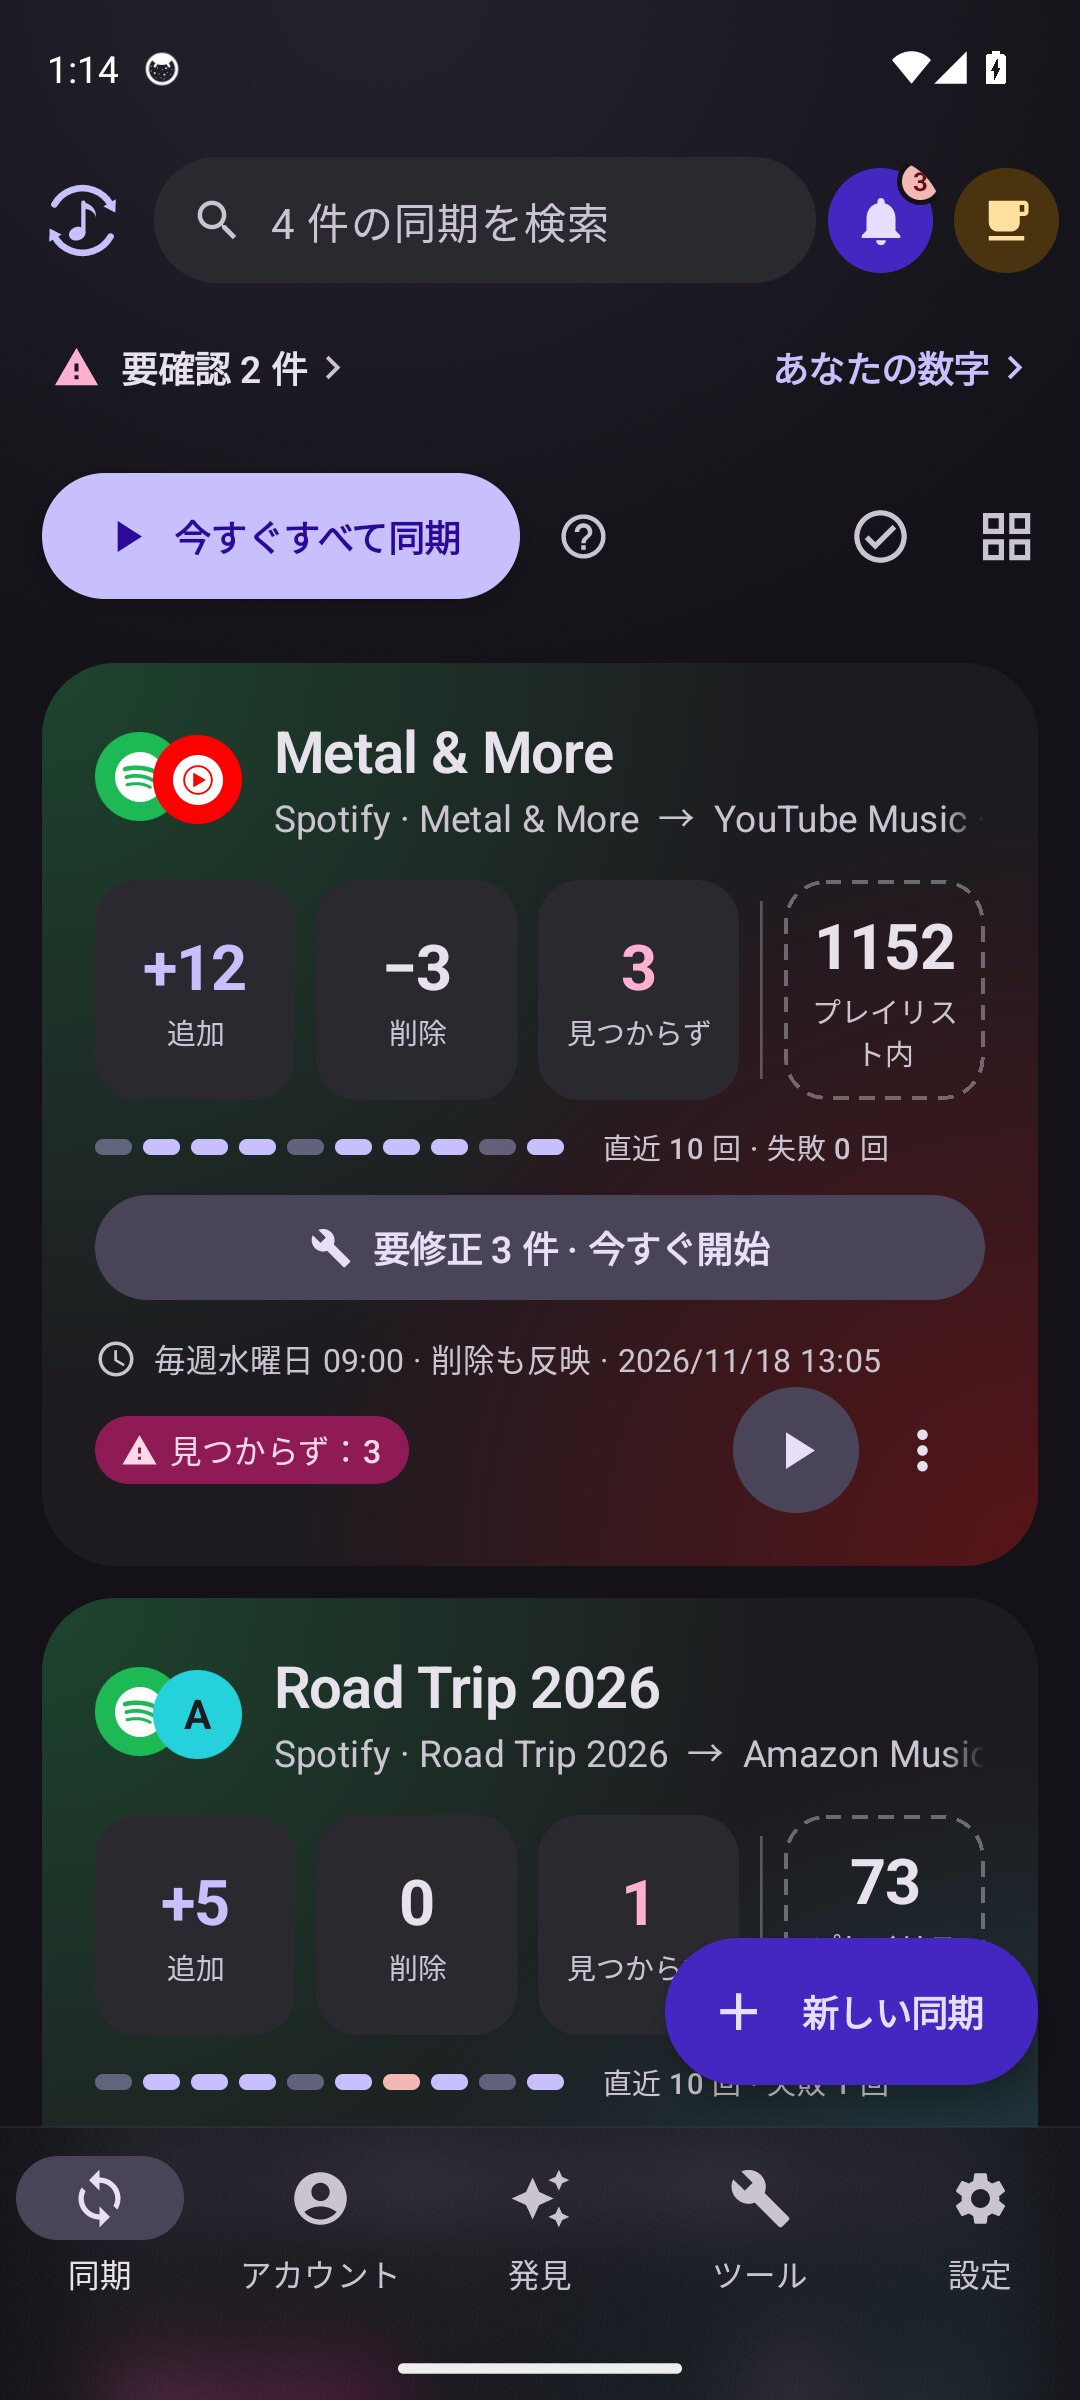 1:14
4 件の同期を検索
3
要確認 2 件
あなたの数字
今すぐすべて同期
Metal & More
Spotify · Metal & More → YouTube Music
+12
追加
−3
削除
3
見つからず
1152
プレイリス
ト内
直近 10 回 · 失敗 0 回
要修正 3 件 · 今すぐ開始
毎週水曜日 09:00 · 削除も反映 · 2026/11/18 13:05
見つからず：3
Road Trip 2026
A
Spotify · Road Trip 2026 → Amazon Music
+5
追加
0
削除
1
見つから
73
新しい同期
直近 10 回 · 失敗 1 回
同期
アカウント
発見
ツール
設定